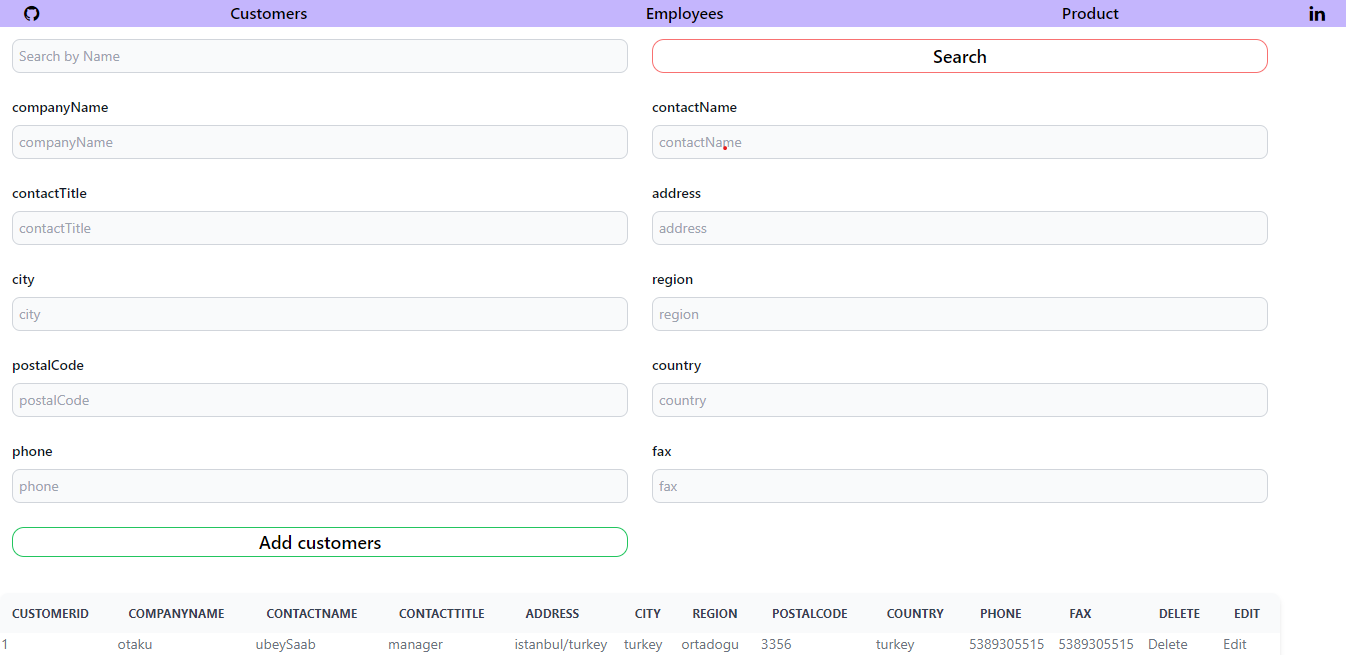 Customers Employees Product in
Search by Name Search
companyName contactName
companyName contactName
contactTitle address
contactTitle address
city region
city region
postalCode country
postalCode country
phone fax
phone fax
Add customers
CUSTOMERID COMPANYNAME CONTACTNAME CONTACTTITLE ADDRESS CITY REGION POSTALCODE COUNTRY PHONE FAX DELETE EDIT
1 otaku ubeySaab manager istanbul/turkey turkey ortadogu 3356 turkey 5389305515 5389305515 Delete Edit